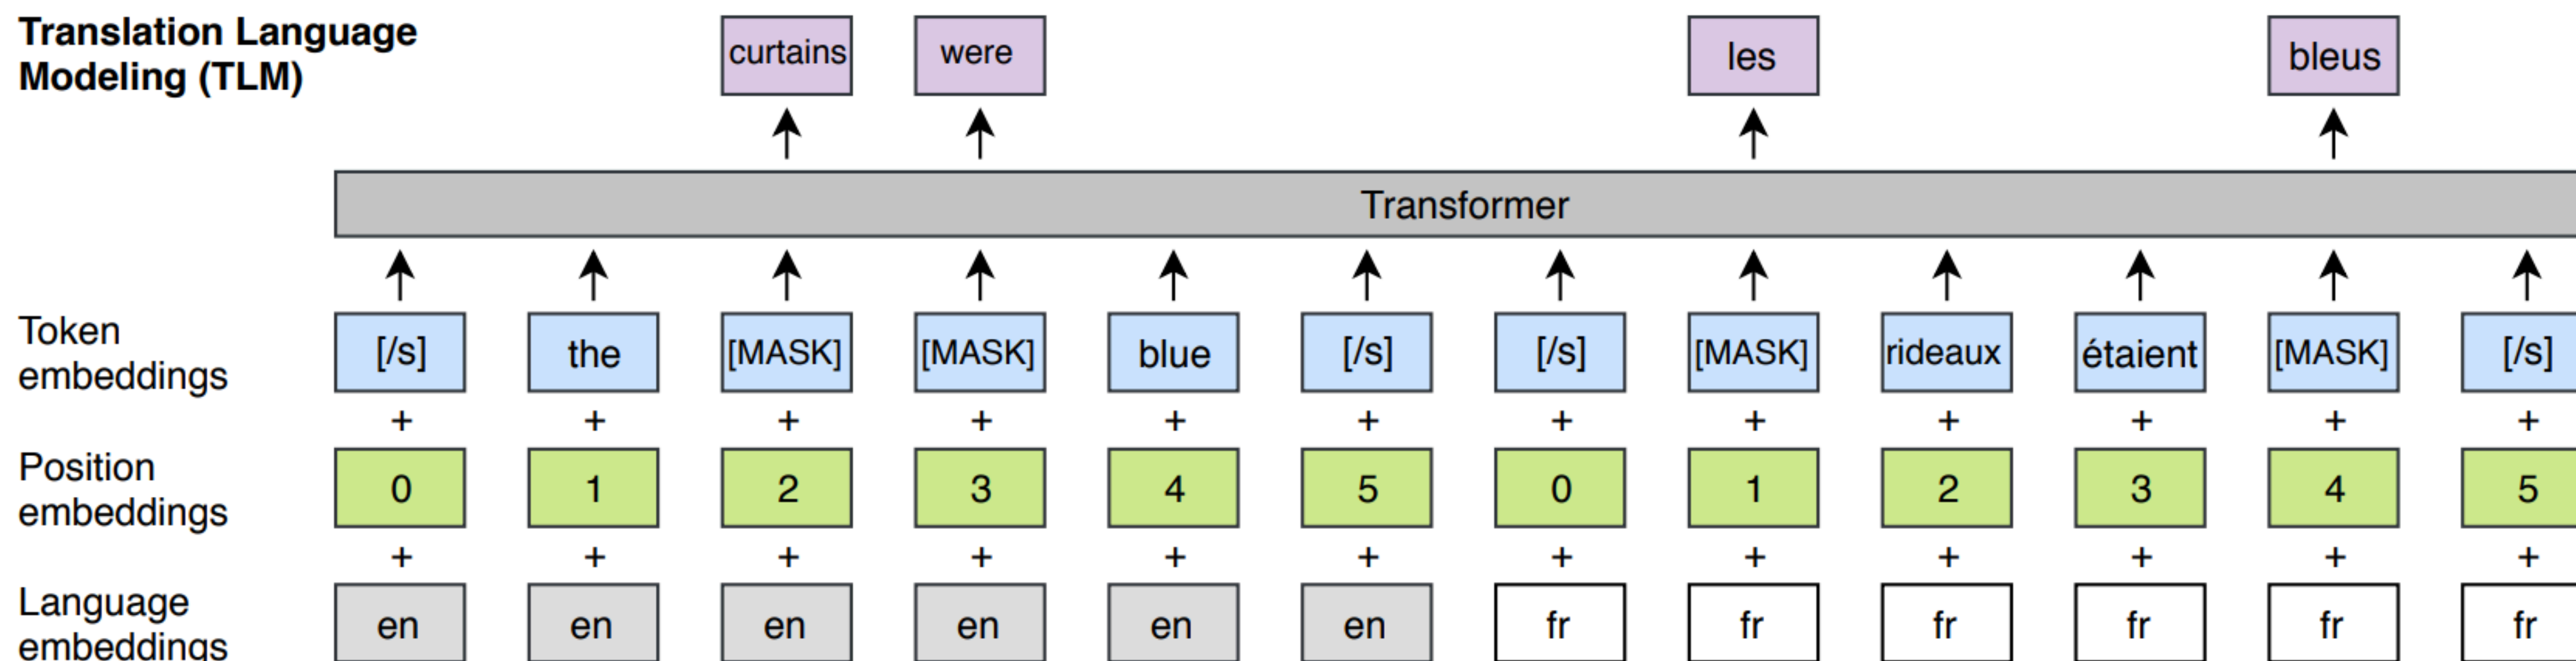 Translation Language
Modeling (TLM)
curtains were les bleus
Transformer
Token
embeddings
[/s] the [MASK] [MASK] blue [/s] [/s] [MASK] rideaux étaient [MASK] [/s]
+ + + + + + + + + + + +
Position
embeddings
0 1 2 3 4 5 0 1 2 3 4 5
+ + + + + + + + + + + +
Language
embeddings
en en en en en en fr fr fr fr fr fr